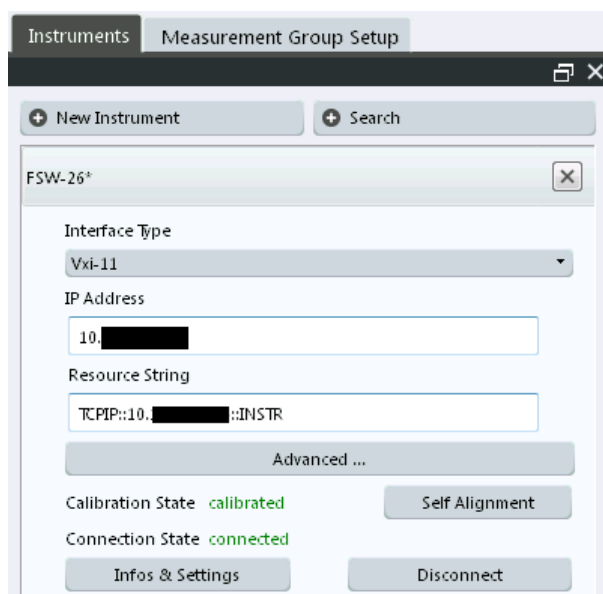 Instruments Measurement Group Setup
New Instrument Search
FSW-26*
Interface Type
Vxi-11
IP Address
10.
Resource String
TCPIP::10.::INSTR
Advanced ...
Calibration State calibrated Self Alignment
Connection State connected
Infos & Settings Disconnect